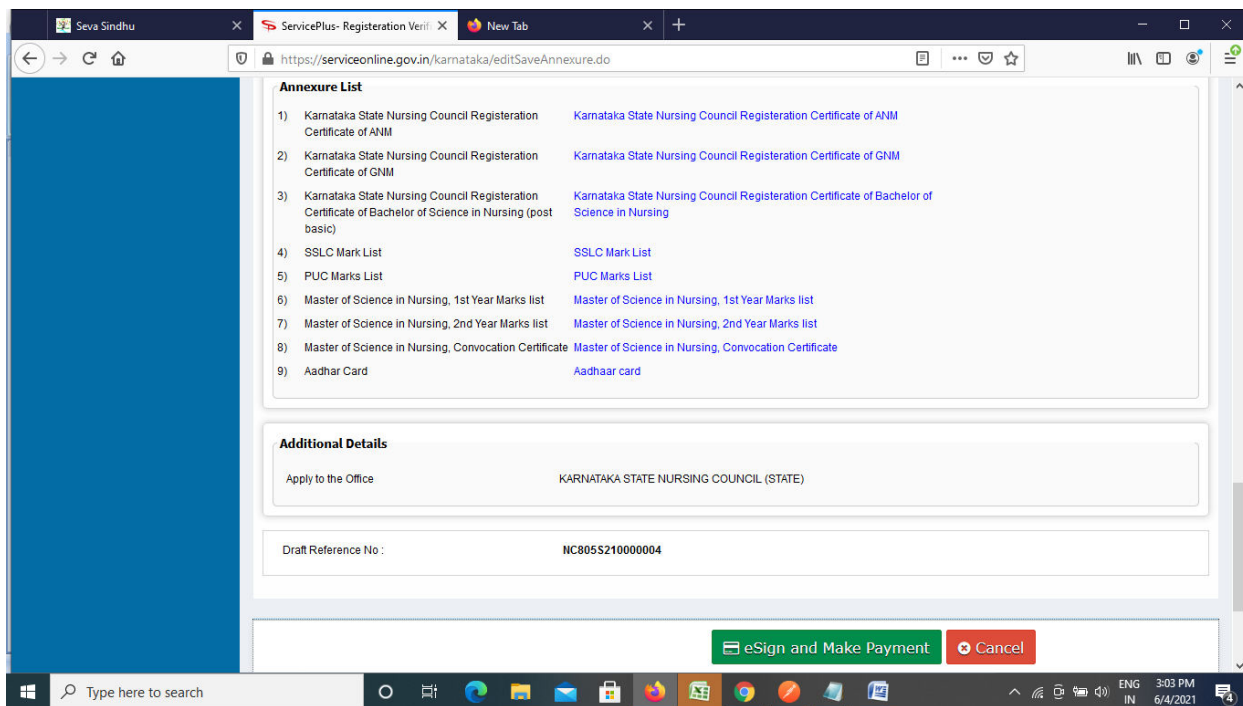 Seva Sindhu
ServicePlus- Registeration Verifi
New Tab
https://serviceonline.gov.in/karnataka/editSaveAnnexure.do
Annexure List
1) Karnataka State Nursing Council Registeration Karnataka State Nursing Council Registeration Certificate of ANM
Certificate of ANM
2) Karnataka State Nursing Council Registeration Karnataka State Nursing Council Registeration Certificate of GNM
Certificate of GNM
3) Karnataka State Nursing Council Registeration Karnataka State Nursing Council Registeration Certificate of Bachelor of
Certificate of Bachelor of Science in Nursing (post Science in Nursing
basic)
4) SSLC Mark List SSLC Mark List
5) PUC Marks List PUC Marks List
6) Master of Science in Nursing, 1st Year Marks list Master of Science in Nursing, 1st Year Marks list
7) Master of Science in Nursing, 2nd Year Marks list Master of Science in Nursing, 2nd Year Marks list
8) Master of Science in Nursing, Convocation Certificate Master of Science in Nursing, Convocation Certificate
9) Aadhar Card Aadhaar card
Additional Details
Apply to the Office KARNATAKA STATE NURSING COUNCIL (STATE)
Draft Reference No : NC805S210000004
eSign and Make Payment
Cancel
Type here to search
ENG
IN
3:03 PM
6/4/2021
4